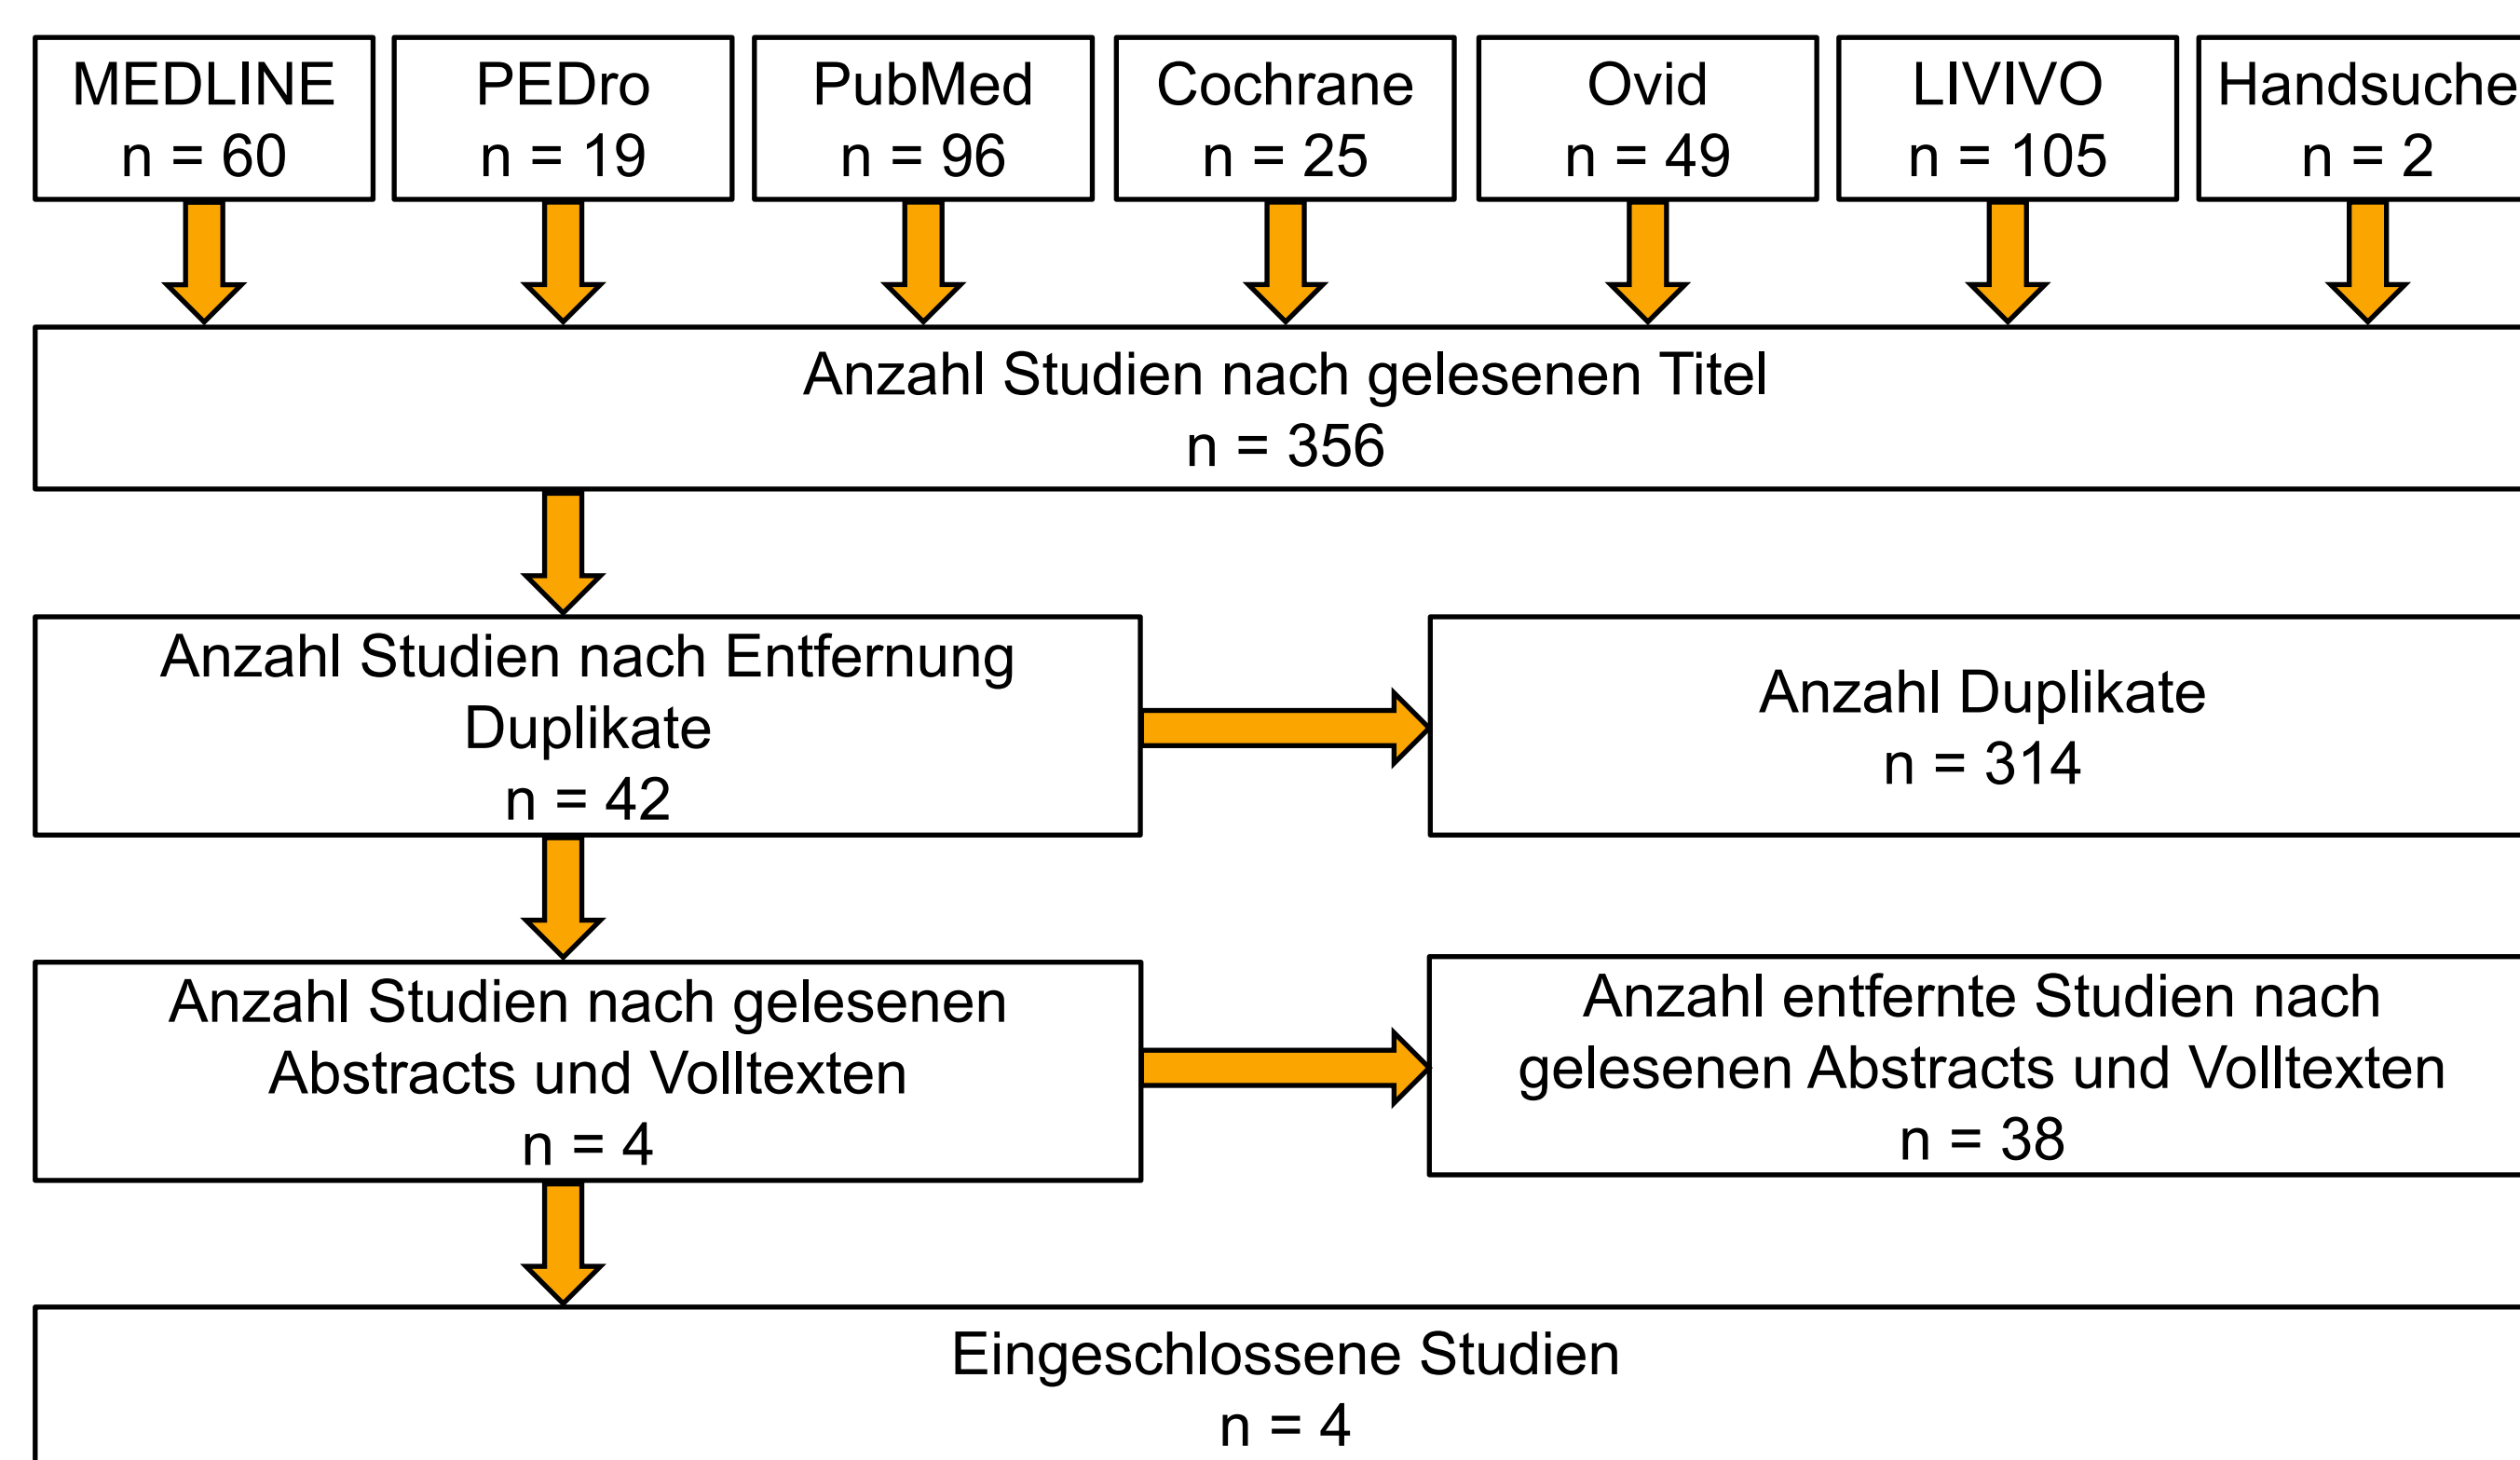 MEDLINE
n = 60
PEDro
n = 19
PubMed
n = 96
Cochrane
n = 25
Ovid
n = 49
LIVIVO
n = 105
Handsuche
n = 2
Anzahl Studien nach gelesenen Titel
n = 356
Anzahl Studien nach Entfernung
Duplikate
n = 42
Anzahl Duplikate
n = 314
Anzahl Studien nach gelesenen
Abstracts und Volltexten
n = 4
Anzahl entfernte Studien nach
gelesenen Abstracts und Volltexten
n = 38
Eingeschlossene Studien
n = 4